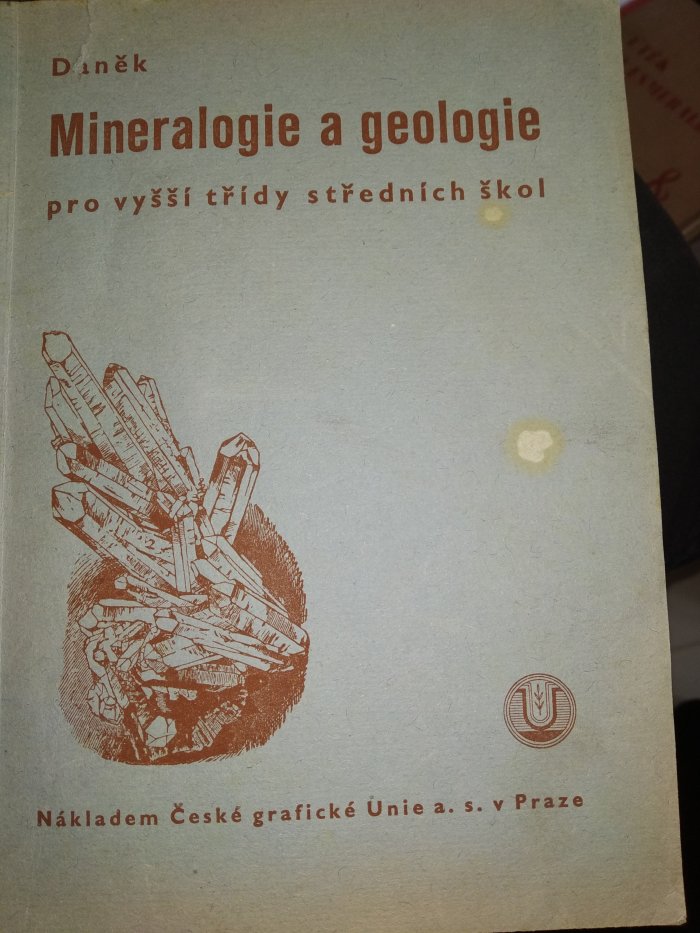 Daněk
Mineralogie a geologie
pro vyšší třídy středních škol
U
Nákladem České grafické Unie a. s. v Praze